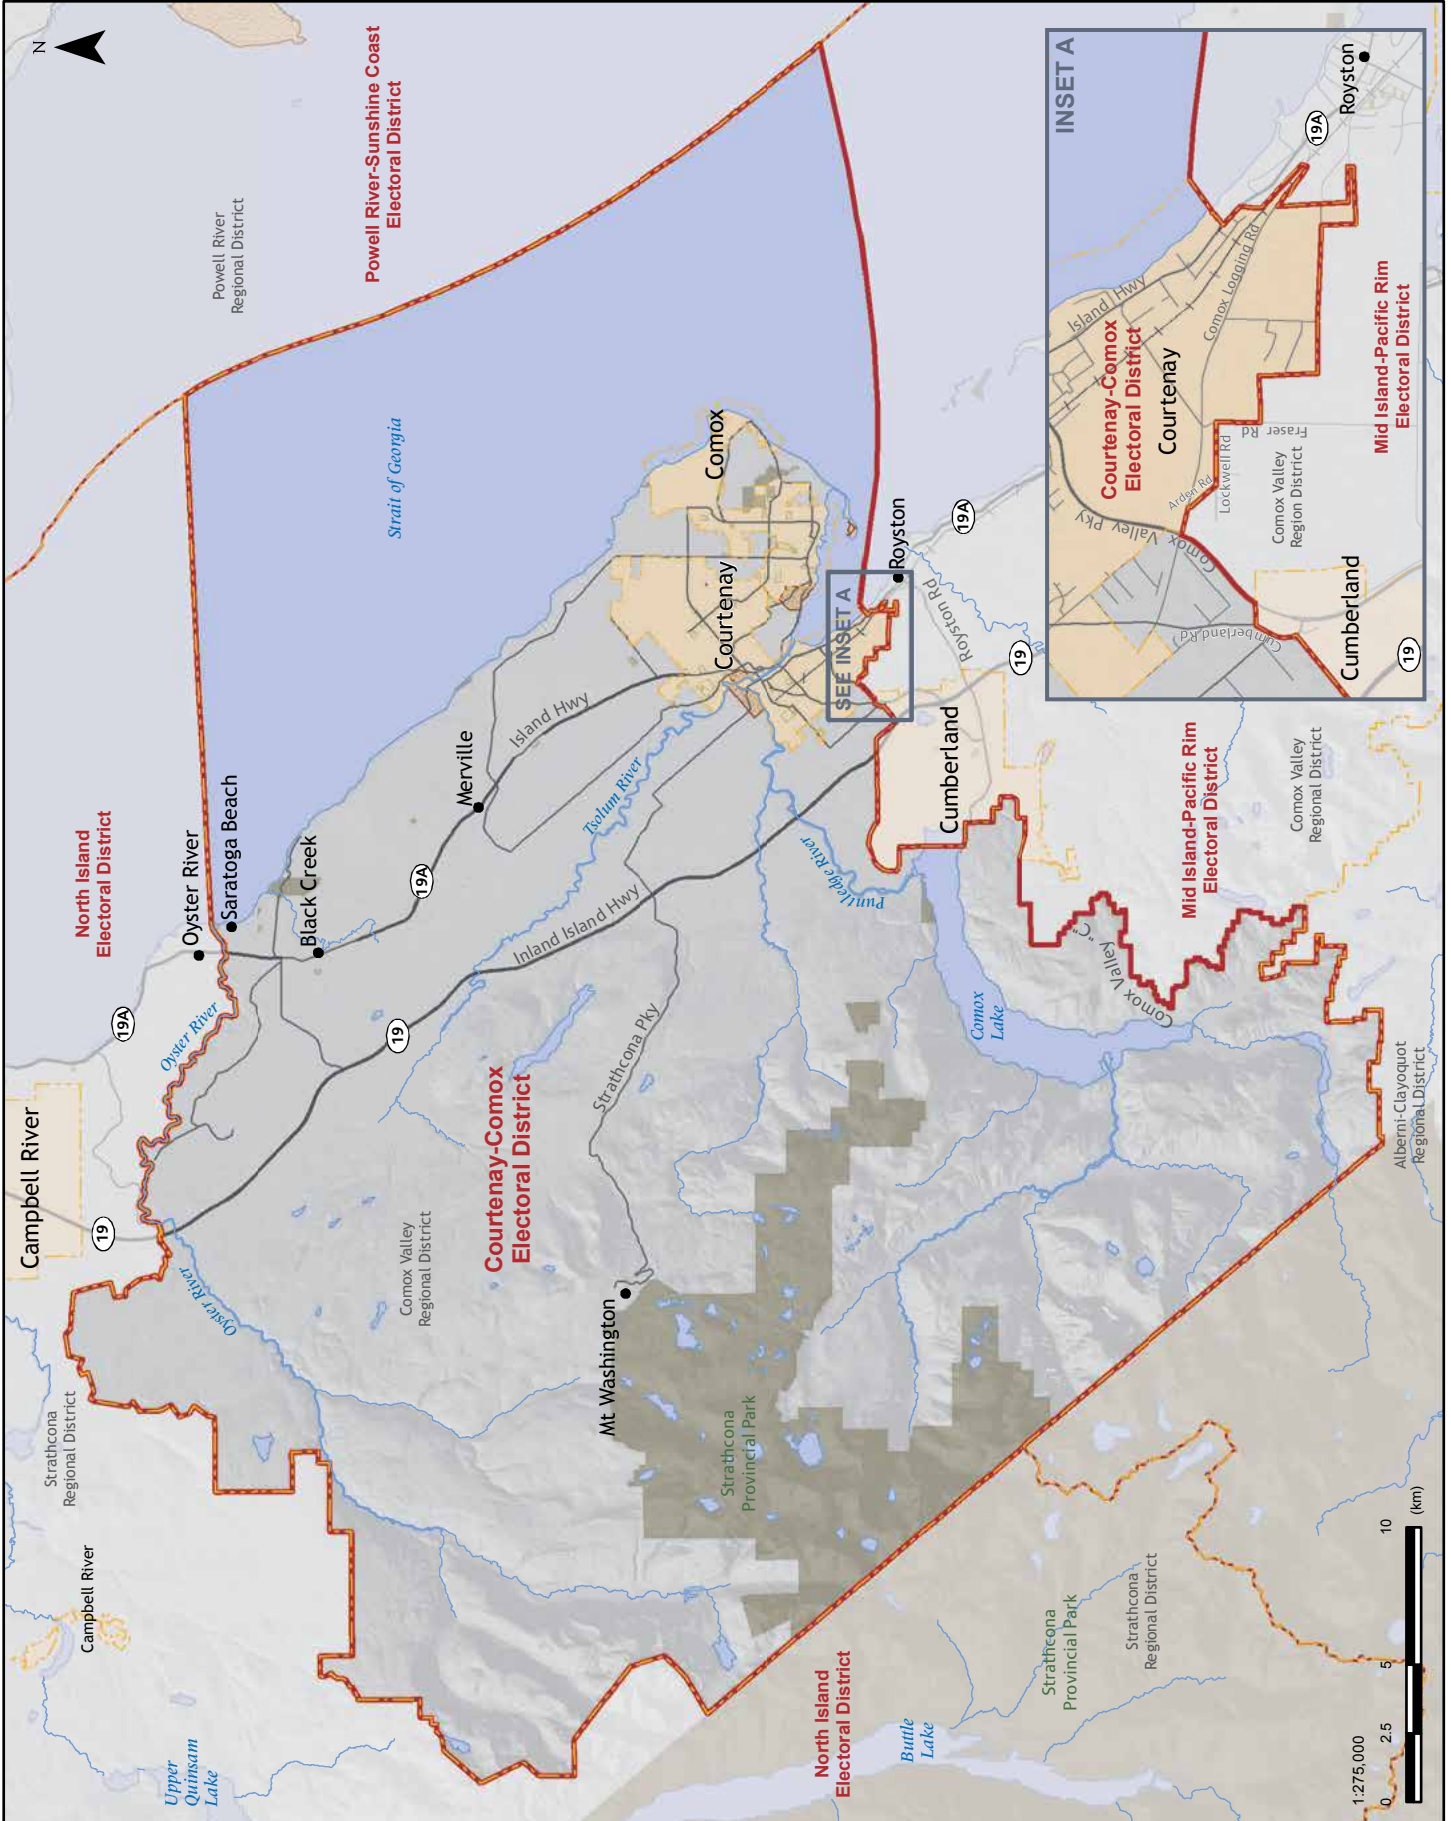 N
Powell River
Regional District
Powell River-Sunshine Coast
Electoral District
North Island
Electoral District
Strait of Georgia
Campbell River
19A
Oyster River
Oyster River
Saratoga Beach
Black Creek
Merville
19A
Island Hwy
Tsolum River
Courtenay
Comox
19
19
Inland Island Hwy
Strathcona Pky
Puntledge River
Oyster River
Courtenay-Comox
Electoral District
Comox Valley
Regional District
Mt Washington
Strathcona
Provincial Park
Strathcona
Regional District
Campbell River
Upper
Quinsam
Lake
SEE INSET A
Royston
19A
Royston Rd
19
Cumberland
Comox
Lake
Comox Valley "C"
Mid Island-Pacific Rim
Electoral District
Comox Valley
Regional District
Alberni-Clayoquot
Regional District
North Island
Electoral District
Buttle
Lake
Strathcona
Provincial Park
Strathcona
Regional District
1:275,000
0
2.5
5
10
(km)
INSET A
Royston
19A
Island Hwy
Comox Logging Rd
Courtenay-Comox
Electoral District
Courtenay
Comox Valley Pky
Arden Rd
Lockwell Rd
Fraser Rd
Comox Valley
Region District
Mid Island-Pacific Rim
Electoral District
Cumberland Rd
Cumberland
19